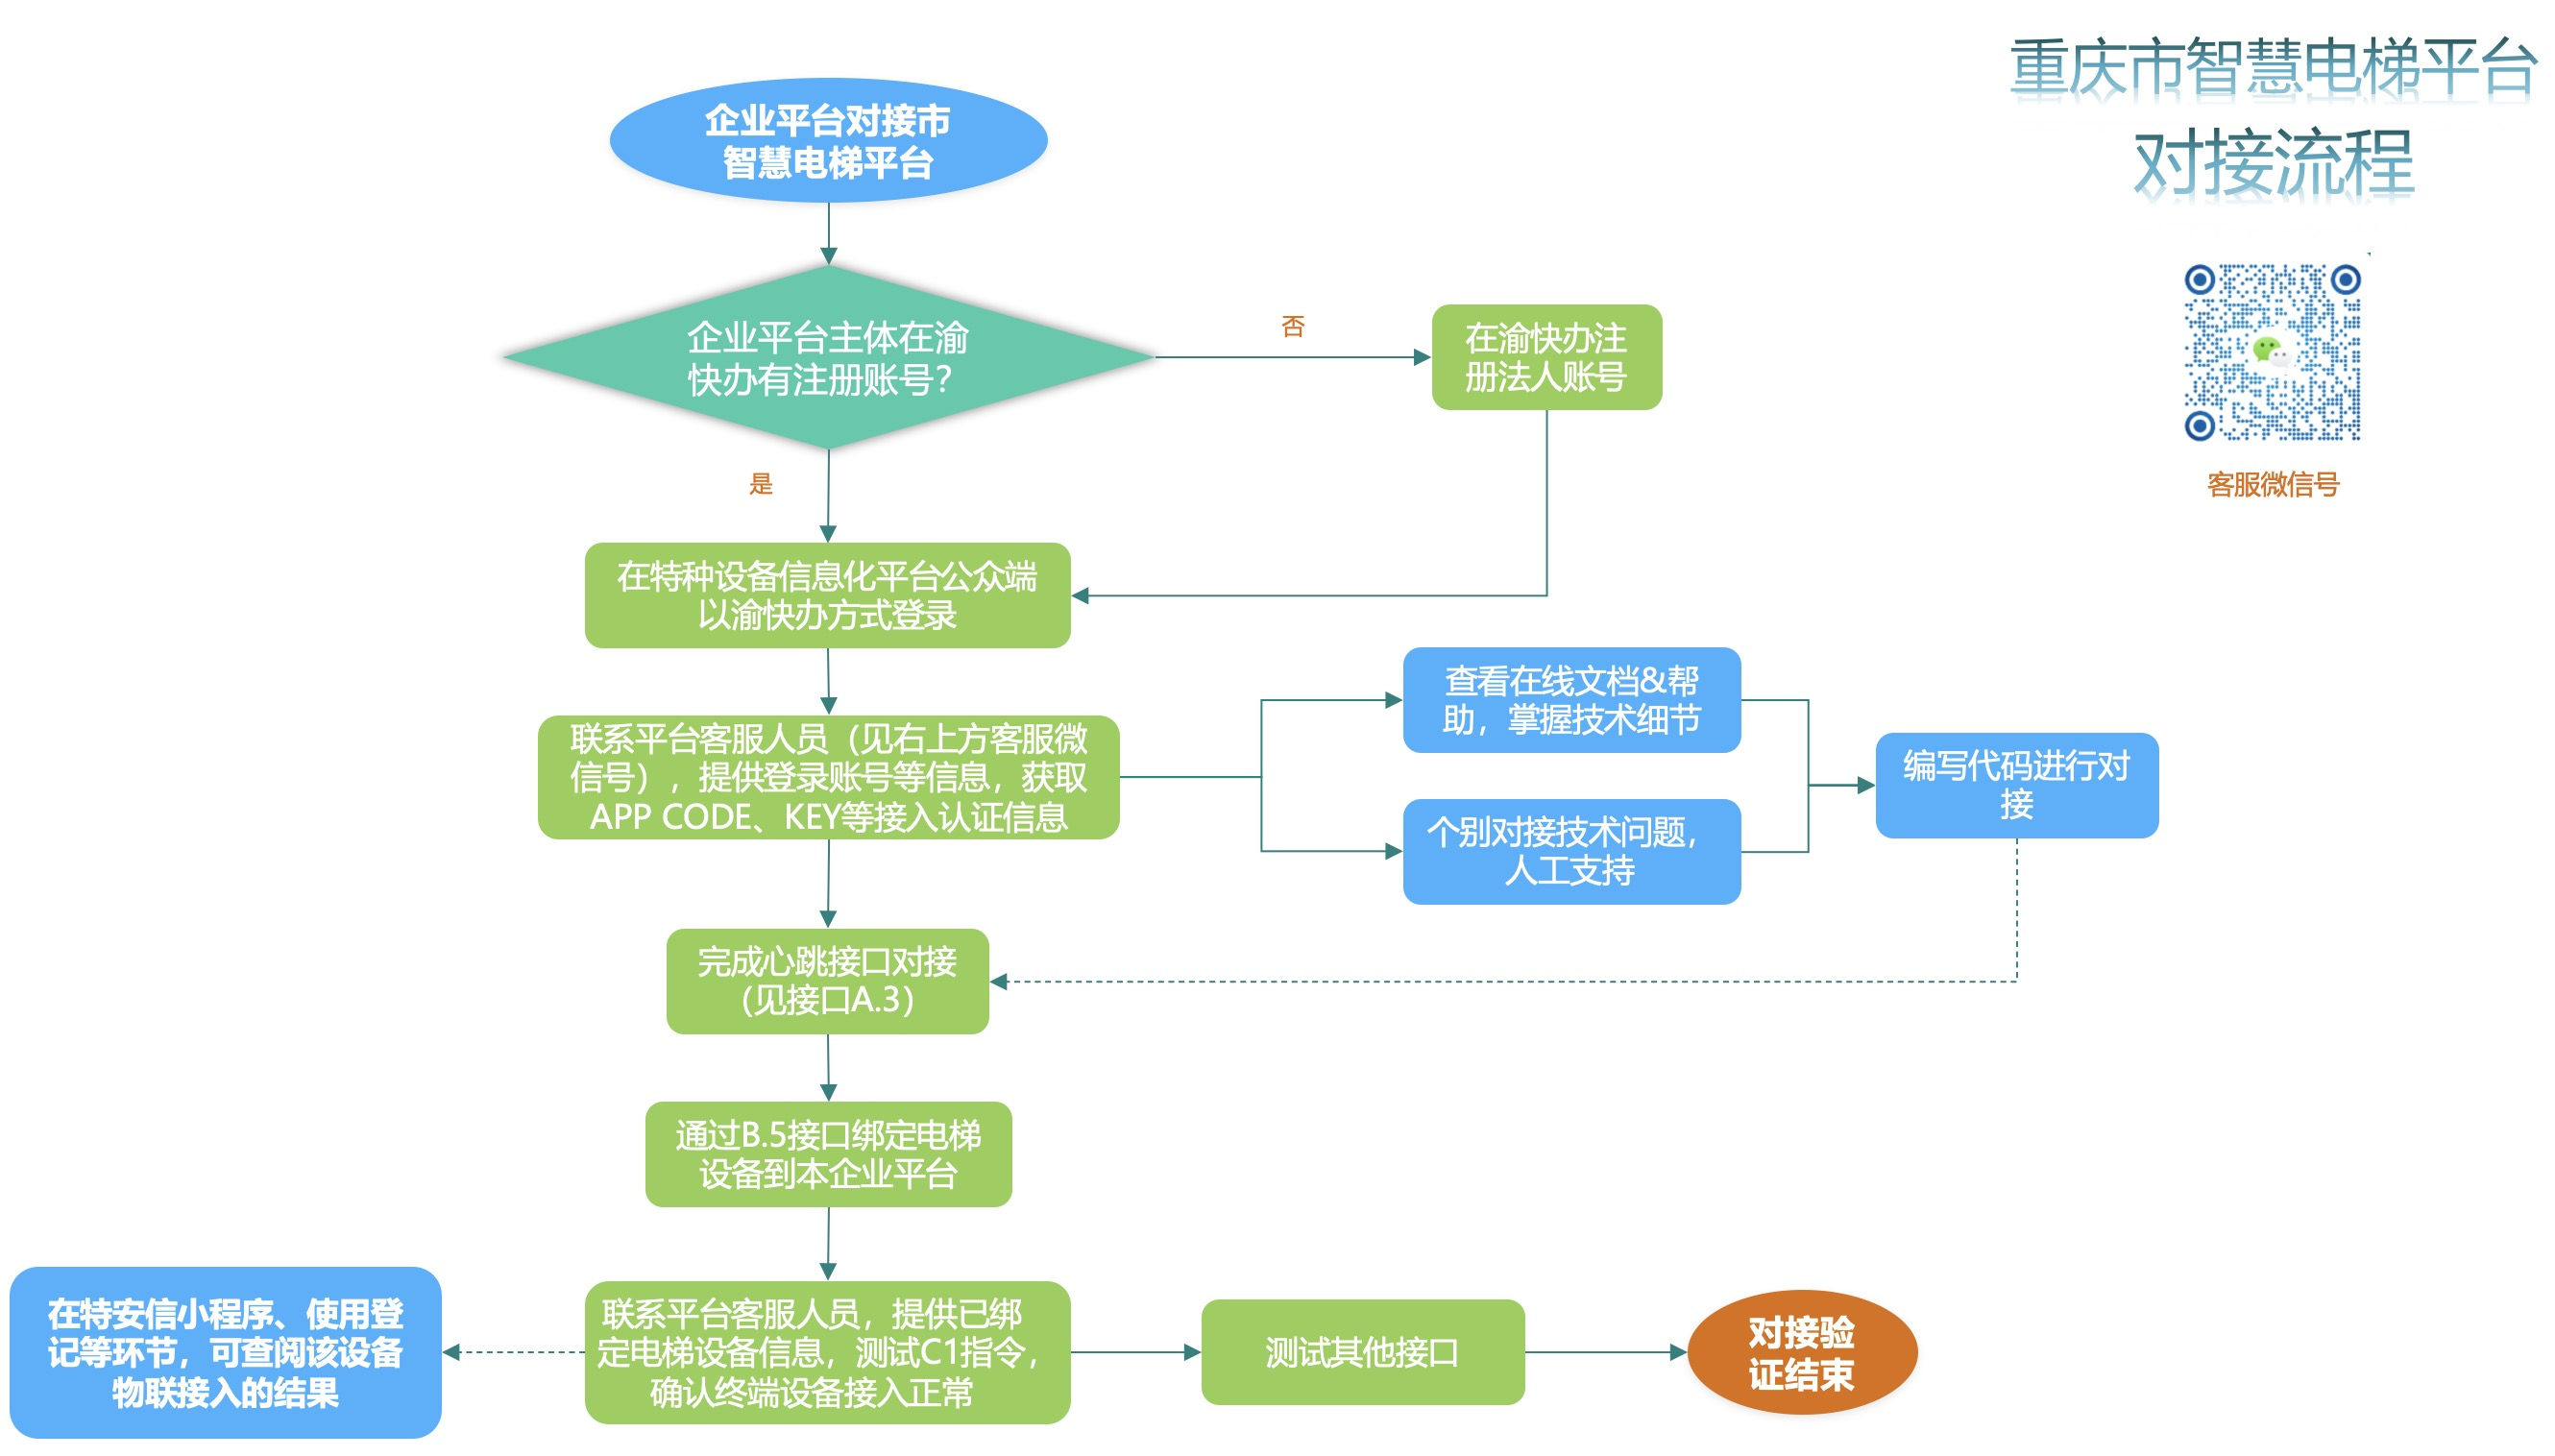 重庆市智慧电梯平台
对接流程
客服微信号
企业平台对接市
智慧电梯平台
企业平台主体在渝
快办有注册账号？
否
在渝快办注
册法人账号
是
在特种设备信息化平台公众端
以渝快办方式登录
联系平台客服人员（见右上方客服微
信号），提供登录账号等信息，获取
APP CODE、KEY等接入认证信息
查看在线文档&帮
助，掌握技术细节
个别对接技术问题，
人工支持
编写代码进行对
接
完成心跳接口对接
（见接口A.3）
通过B.5接口绑定电梯
设备到本企业平台
联系平台客服人员，提供已绑
定电梯设备信息，测试C1指令，
确认终端设备接入正常
在特安信小程序、使用登
记等环节，可查阅该设备
物联接入的结果
测试其他接口
对接验
证结束